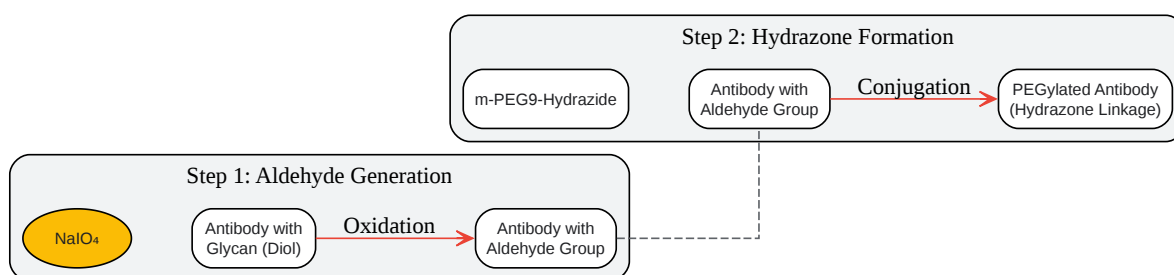 Step 2: Hydrazone Formation
m-PEG9-Hydrazide
Antibody with
Aldehyde Group
Conjugation
PEGylated Antibody
(Hydrazone Linkage)
Step 1: Aldehyde Generation
NaIO₄
Antibody with
Glycan (Diol)
Oxidation
Antibody with
Aldehyde Group